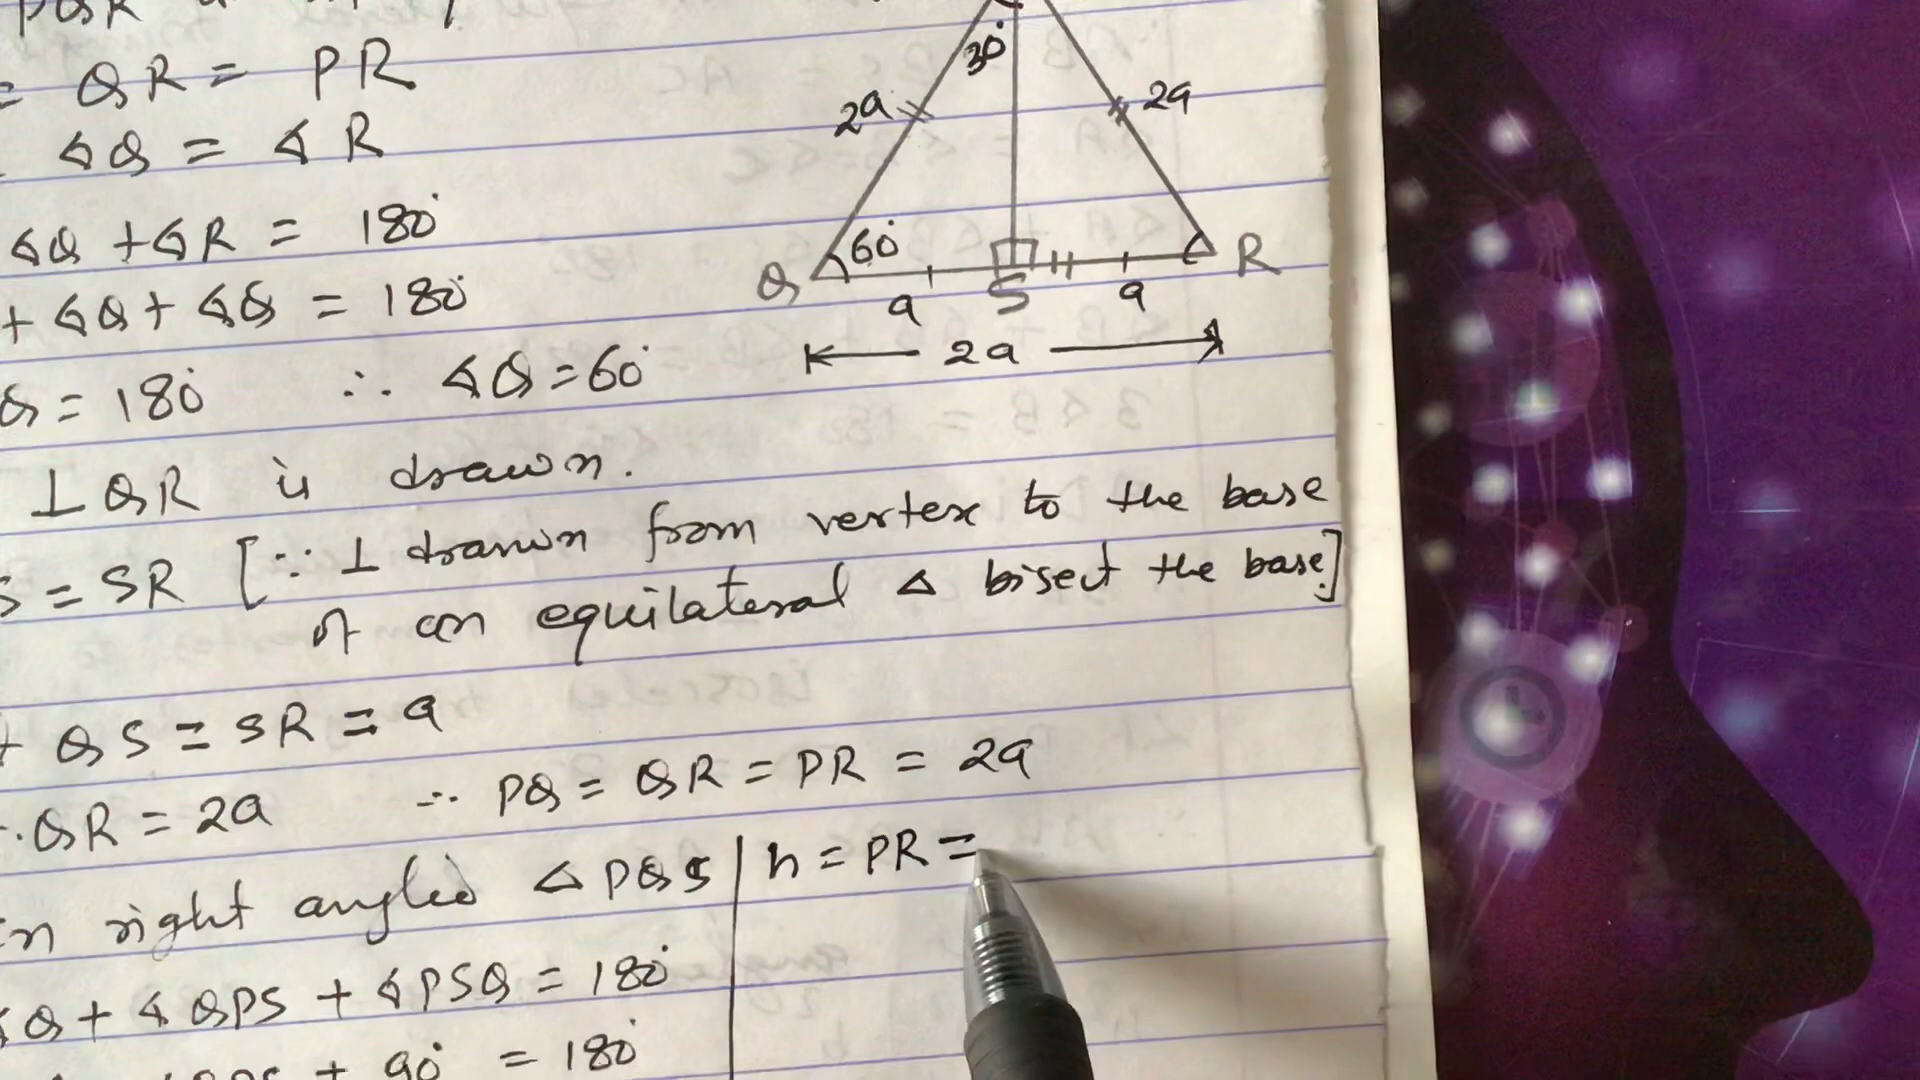 = QR = PR
∢Q = ∢R
∢Q + ∢R = 180°
+ ∢Q + ∢Q = 180°
Q = 180° ∴ ∢Q = 60°
⊥ QR is drawn.
S = SR [∵ ⊥ drawn from vertex to the base
of an equilateral △ bisect the base.]
QS = SR = a
∴ QR = 2a ∴ PQ = QR = PR = 2a
In right angled △ PQS | h = PR =
∢Q + ∢QPS + ∢PSQ = 180°
+ 90° = 180°
30°
2a 2a
60°
Q S R
a a
2a